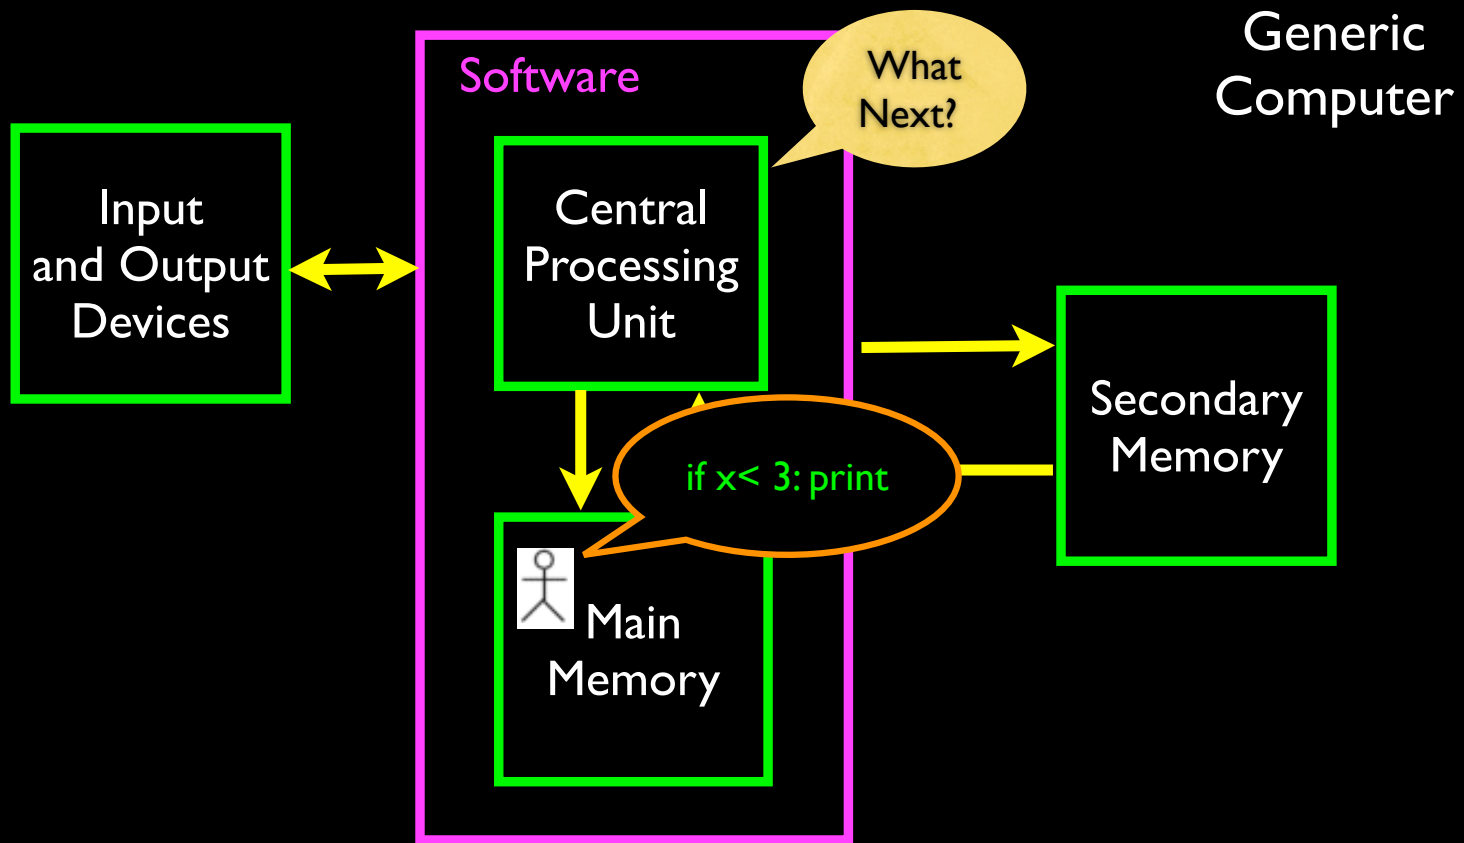 Generic
Computer
Software
What
Next?
Input
and Output
Devices
Central
Processing
Unit
Secondary
Memory
if x< 3: print
Main
Memory